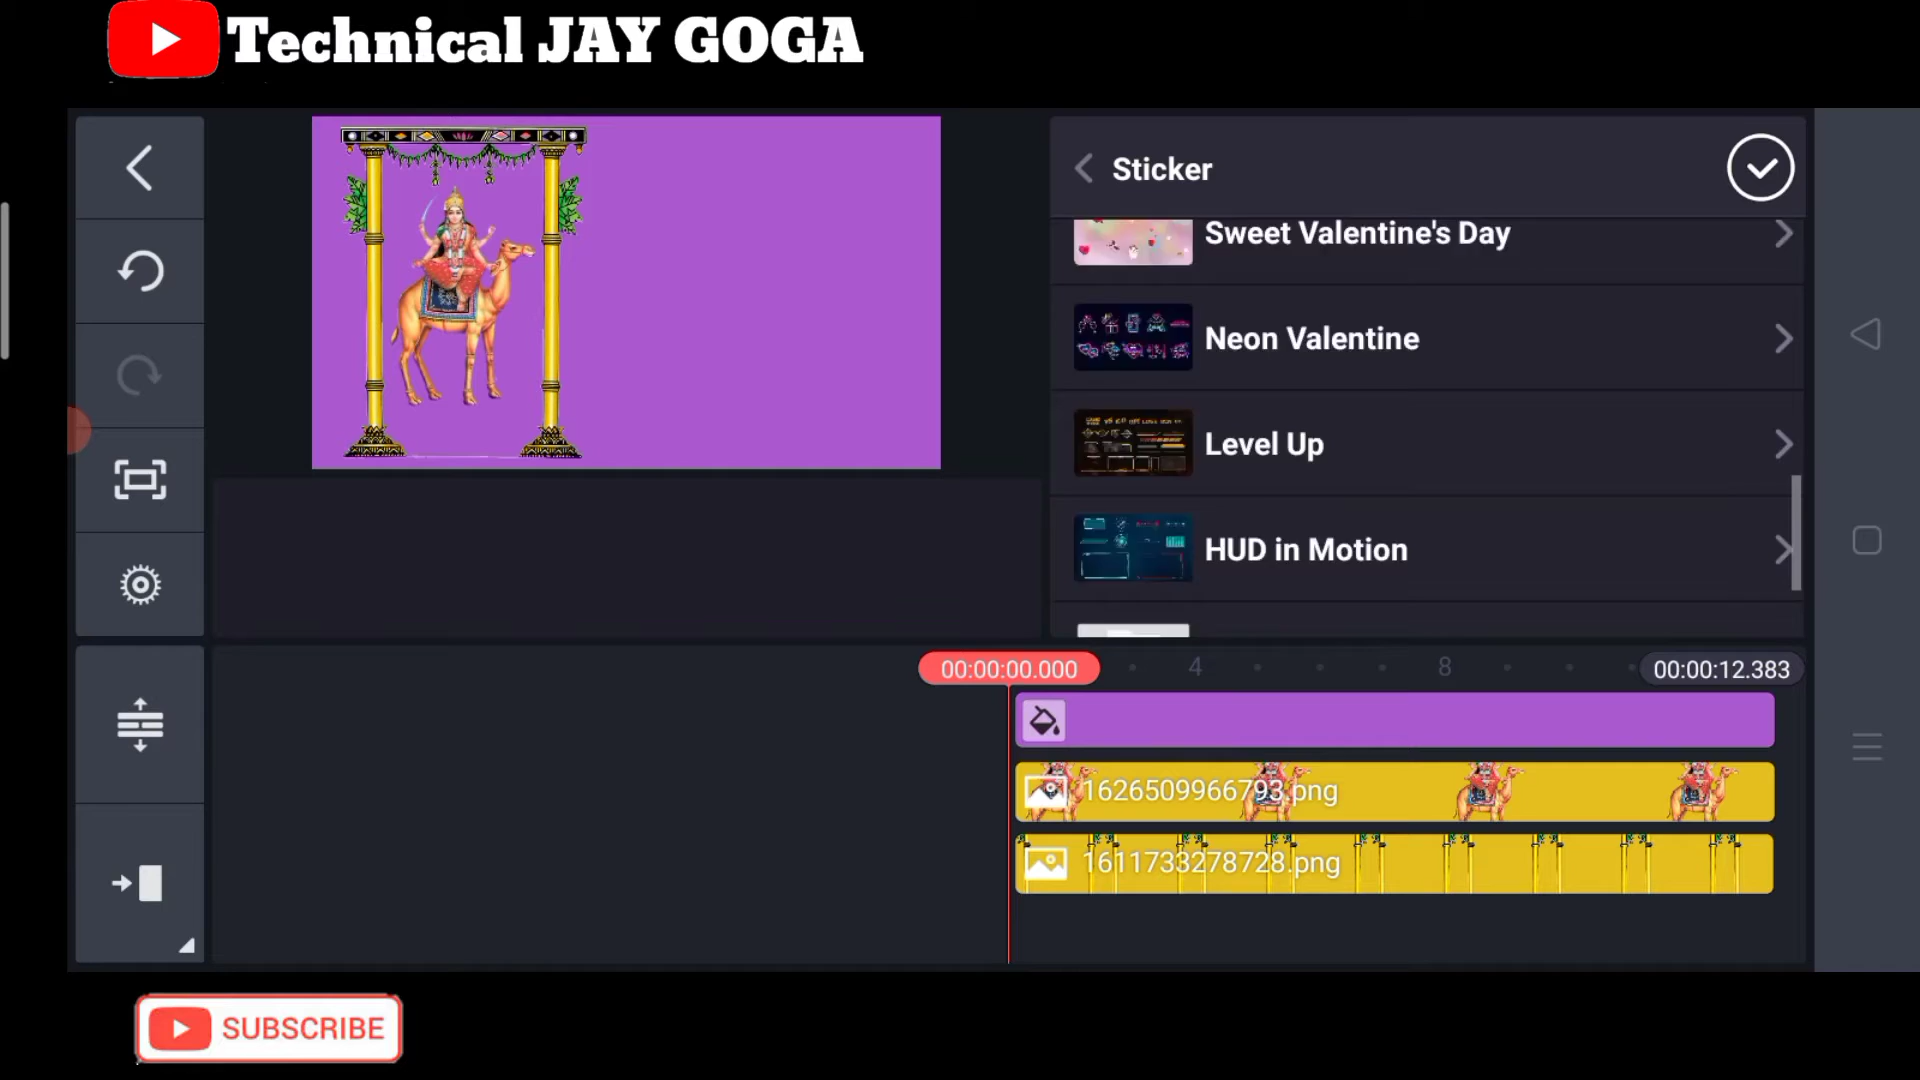 Technical JAY GOGA
Sticker
Sweet Valentine's Day
Neon Valentine
Level Up
HUD in Motion
00:00:00.000
4
8
00:00:12.383
1626509966793.png
1611733278728.png
SUBSCRIBE